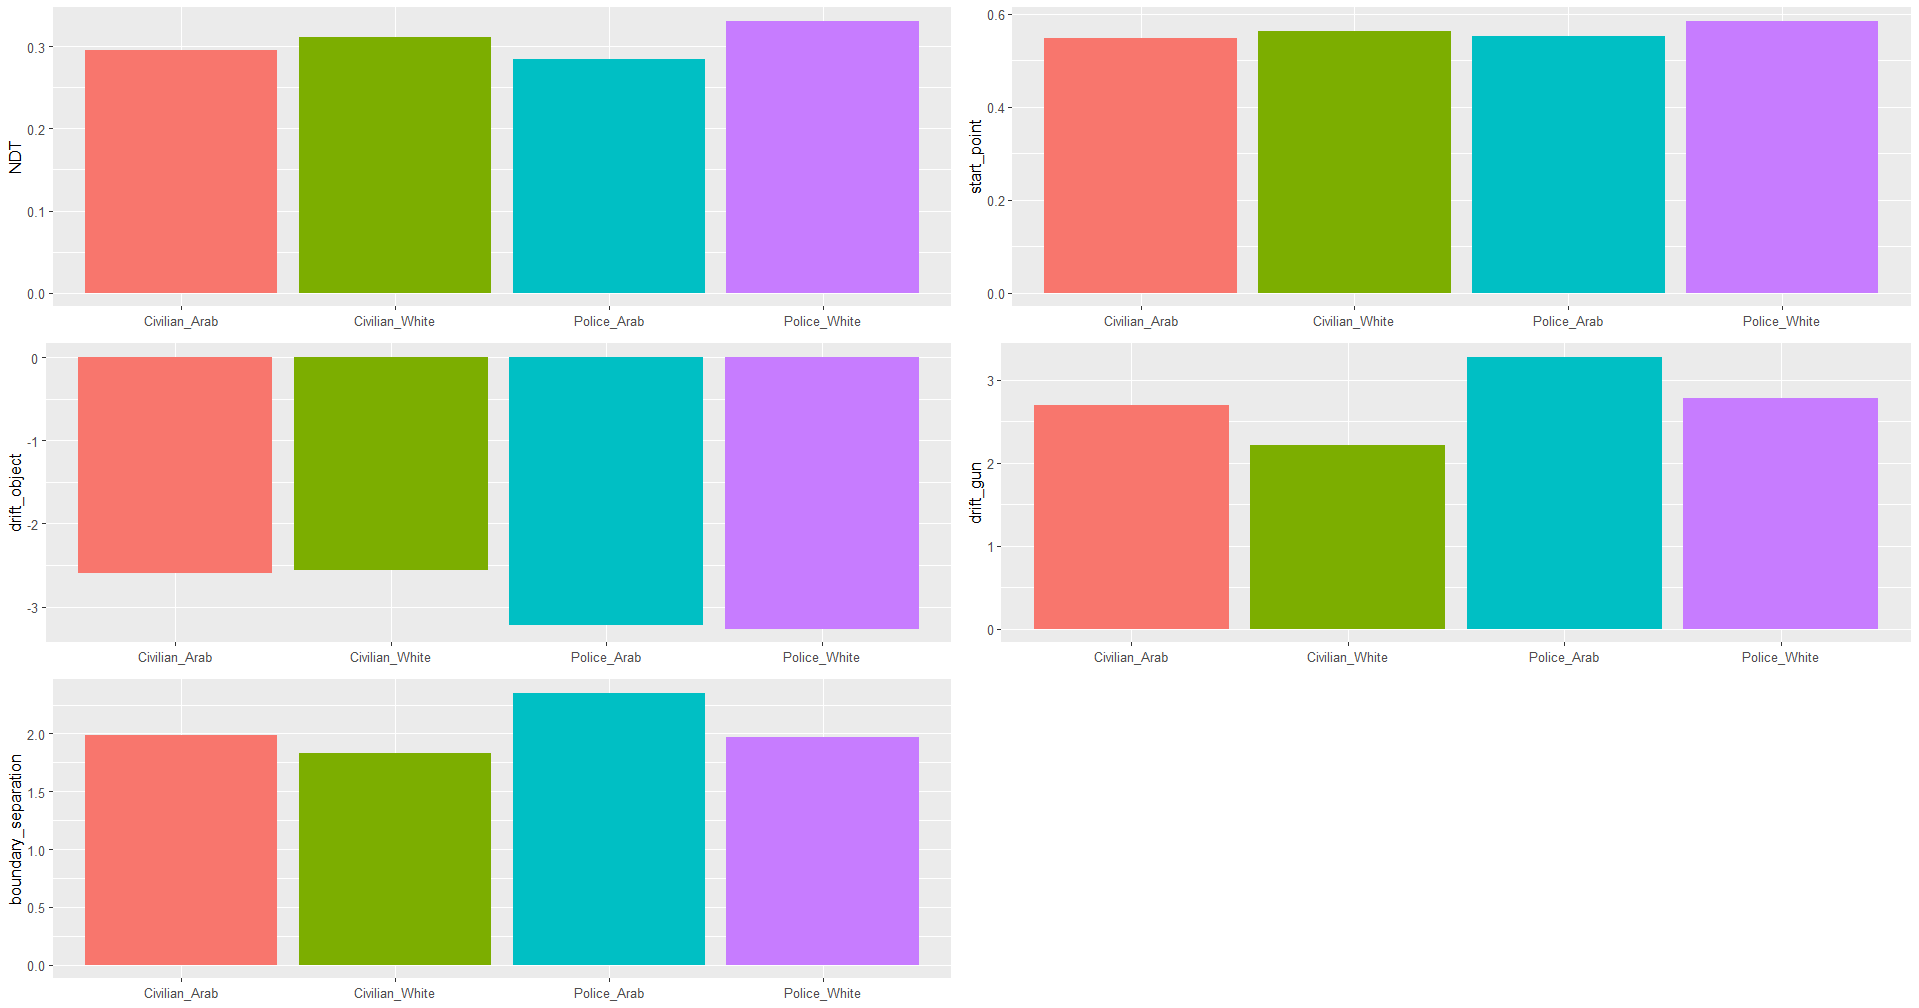 NDT
0.3
0.2
0.1
0.0
Civilian_Arab Civilian_White Police_Arab Police_White
start_point
0.6
0.4
0.2
0.0
Civilian_Arab Civilian_White Police_Arab Police_White
drift_object
0
-1
-2
-3
Civilian_Arab Civilian_White Police_Arab Police_White
drift_gun
3
2
1
0
Civilian_Arab Civilian_White Police_Arab Police_White
boundary_separation
2.0
1.5
1.0
0.5
0.0
Civilian_Arab Civilian_White Police_Arab Police_White